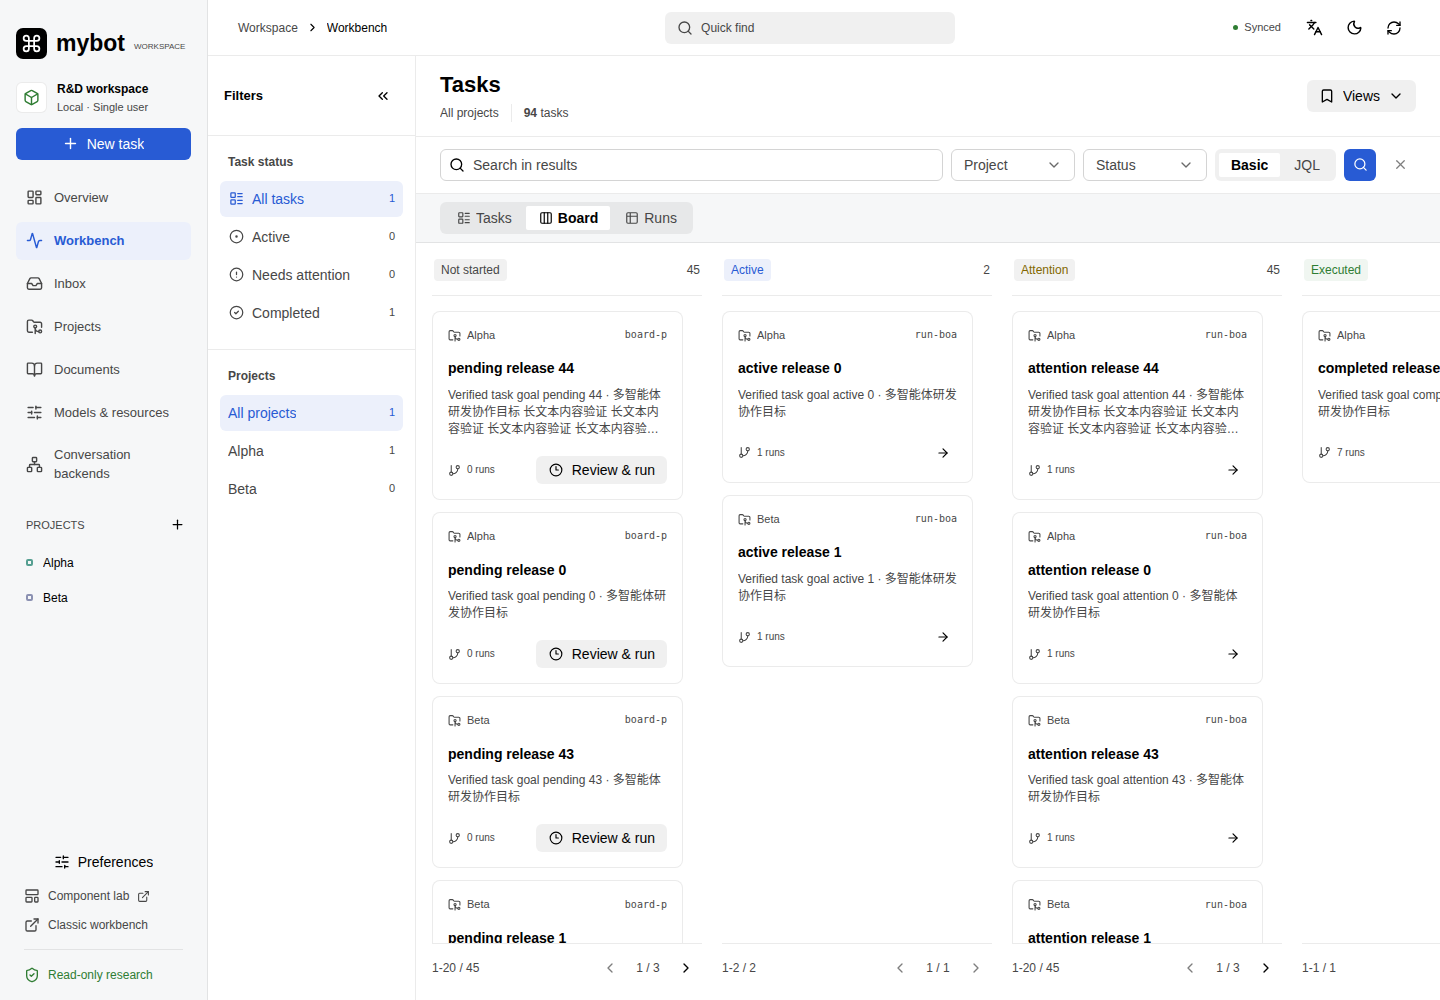 mybot WORKSPACE
R&D workspace
Local · Single user
New task
Overview
Workbench
Inbox
Projects
Documents
Models & resources
Conversation
backends
PROJECTS
Alpha
Beta
Preferences
Component lab
Classic workbench
Read-only research
Workspace Workbench
Quick find
Synced
Filters
Task status
All tasks 1
Active 0
Needs attention 0
Completed 1
Projects
All projects 1
Alpha 1
Beta 0
Tasks
All projects 94 tasks
Views
Search in results
Project
Status
Basic JQL
Tasks Board Runs
Not started 45
Alpha board-p
pending release 44
Verified task goal pending 44 · 多智能体
研发协作目标 长文本内容验证 长文本内
容验证 长文本内容验证 长文本内容验…
0 runs Review & run
Alpha board-p
pending release 0
Verified task goal pending 0 · 多智能体研
发协作目标
0 runs Review & run
Beta board-p
pending release 43
Verified task goal pending 43 · 多智能体
研发协作目标
0 runs Review & run
Beta board-p
pending release 1
1-20 / 45 1 / 3
Active 2
Alpha run-boa
active release 0
Verified task goal active 0 · 多智能体研发
协作目标
1 runs
Beta run-boa
active release 1
Verified task goal active 1 · 多智能体研发
协作目标
1 runs
1-2 / 2 1 / 1
Attention 45
Alpha run-boa
attention release 44
Verified task goal attention 44 · 多智能体
研发协作目标 长文本内容验证 长文本内
容验证 长文本内容验证 长文本内容验…
1 runs
Alpha run-boa
attention release 0
Verified task goal attention 0 · 多智能体
研发协作目标
1 runs
Beta run-boa
attention release 43
Verified task goal attention 43 · 多智能体
研发协作目标
1 runs
Beta run-boa
attention release 1
1-20 / 45 1 / 3
Executed
Alpha
completed release
Verified task goal comp
研发协作目标
7 runs
1-1 / 1